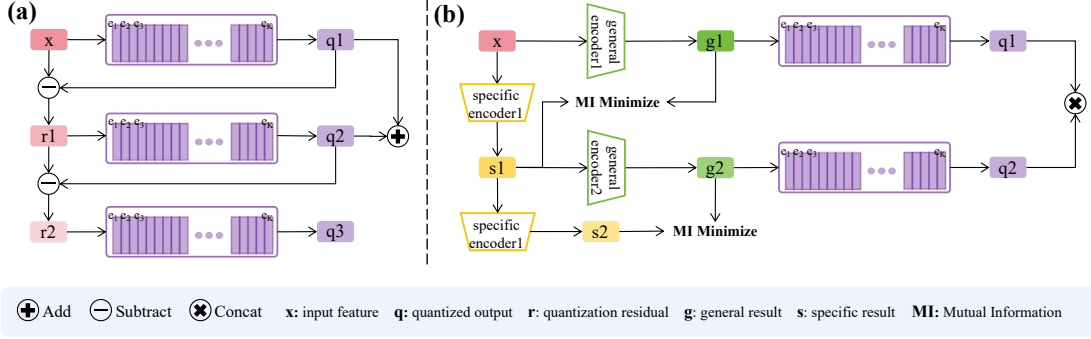 (a)
x
e1 e2 e3
eK
q1
r1
e1 e2 e3
eK
q2
r2
e1 e2 e3
eK
q3
(b)
x
general
encoder1
g1
e1 e2 e3
eK
q1
specific
encoder1
MI Minimize
s1
general
encoder2
g2
e1 e2 e3
eK
q2
specific
encoder1
s2
MI Minimize
Add Subtract Concat x: input feature q: quantized output r: quantization residual g: general result s: specific result MI: Mutual Information